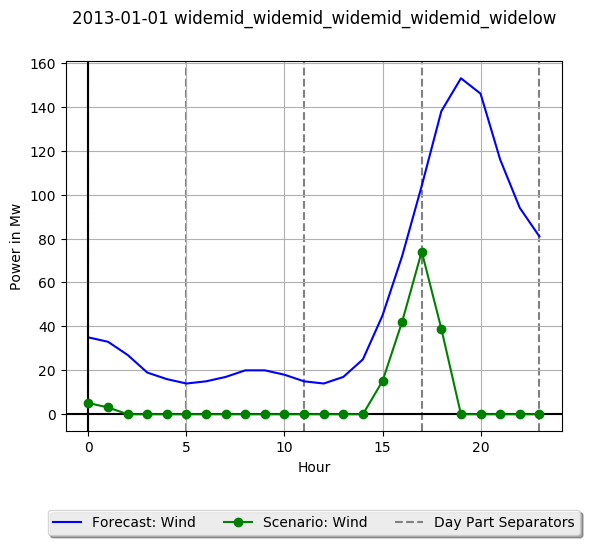 2013-01-01 widemid_widemid_widemid_widemid_widelow
160
140
120
100
80
60
40
20
0
Power in Mw
0 5 10 15 20
Hour
Forecast: Wind Scenario: Wind Day Part Separators